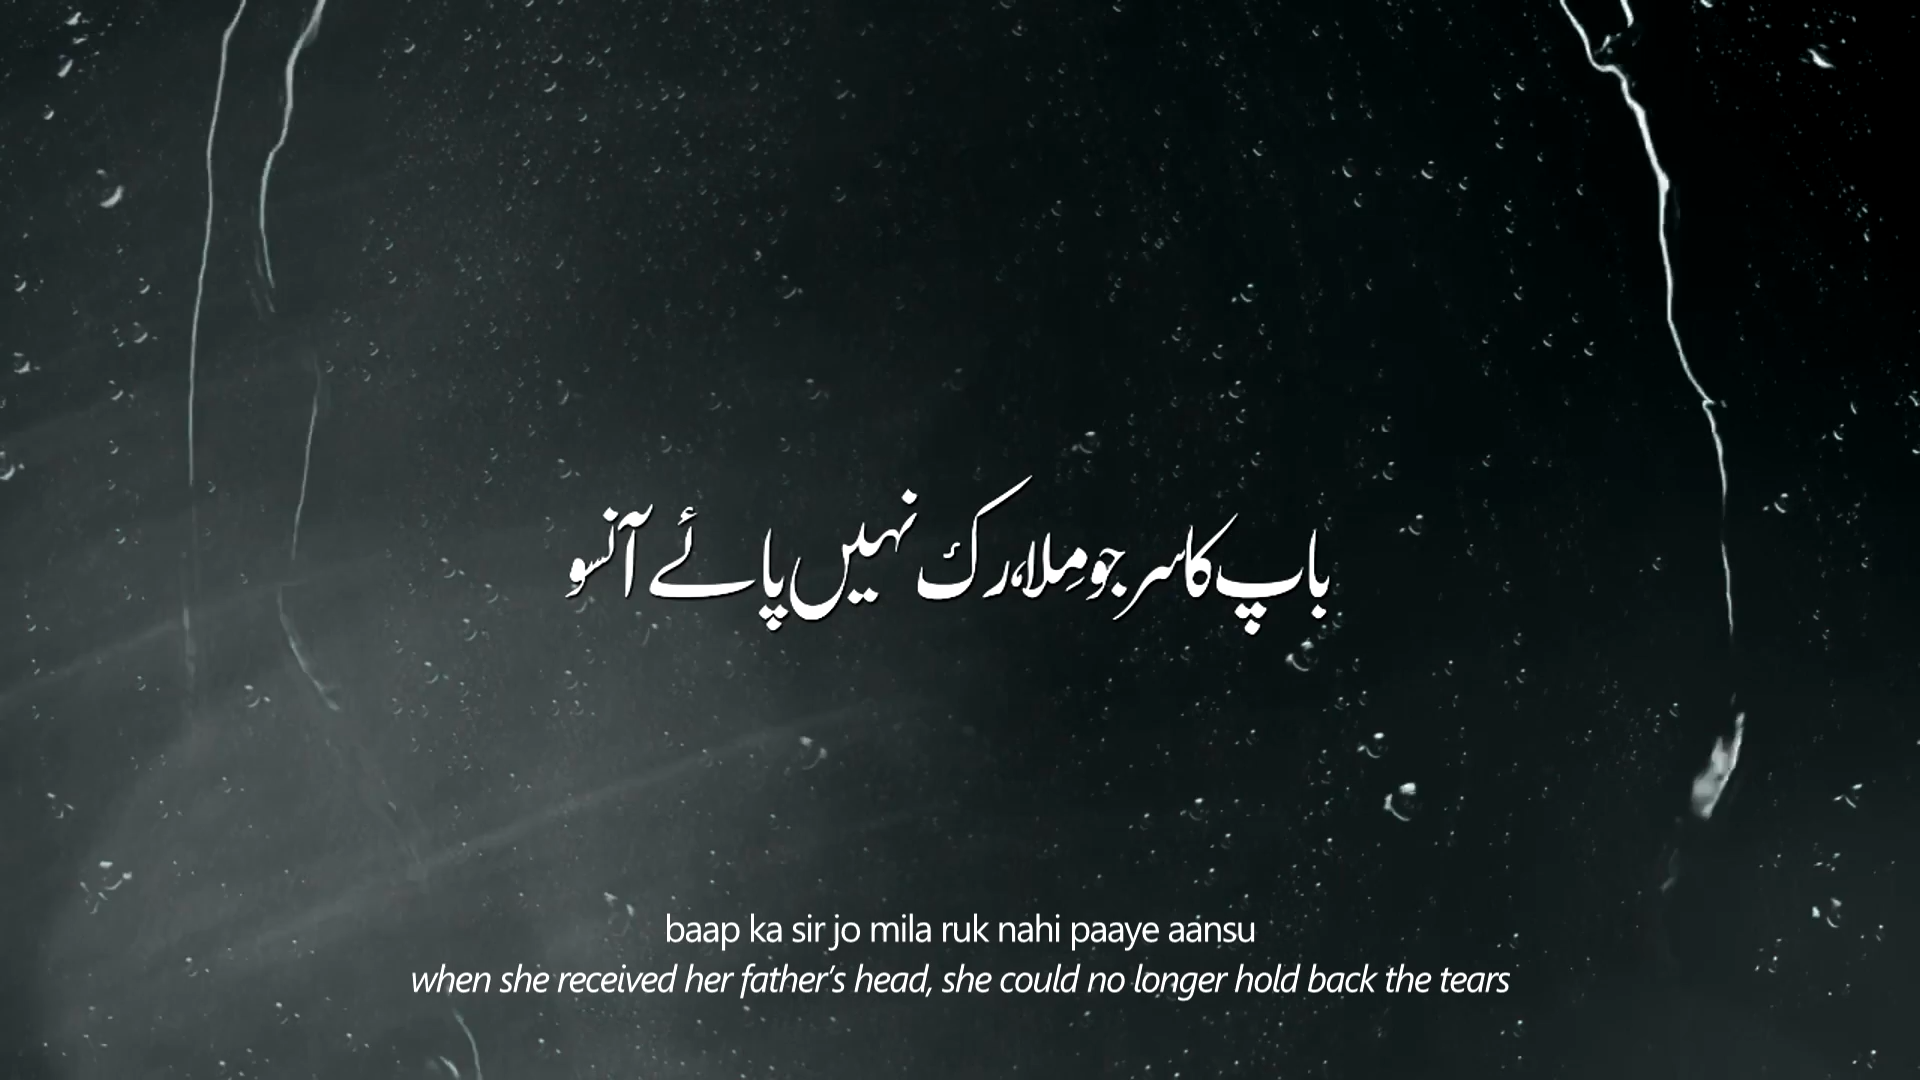 باپ کا سر جو مِلا، رک نہیں پائے آنسو
baap ka sir jo mila ruk nahi paaye aansu
when she received her father's head, she could no longer hold back the tears